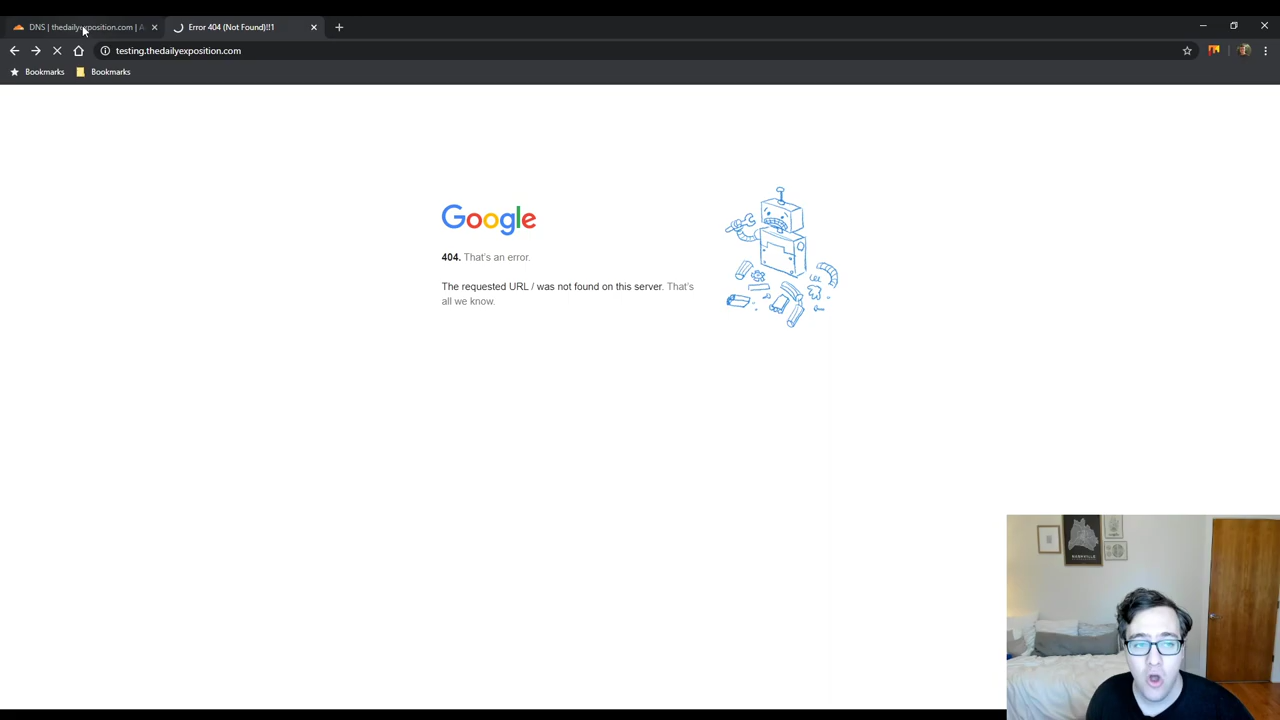 DNS | thedailyexposition.com | A
Error 404 (Not Found)!!1
testing.thedailyexposition.com
Bookmarks
Bookmarks
Google
404. That's an error.
The requested URL / was not found on this server. That's
all we know.